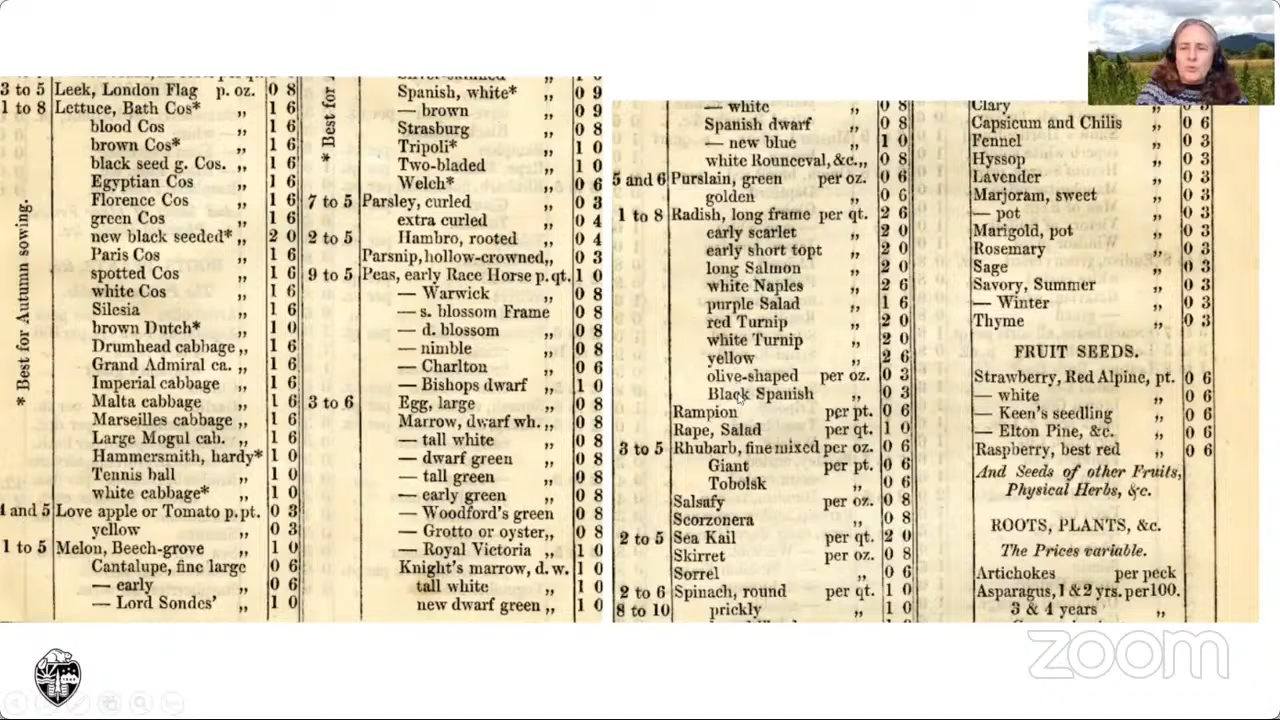 3 to 5 Leek, London Flag p. oz. 0 8
1 to 8 Lettuce, Bath Cos* „ 1 6
blood Cos „ 1 6
brown Cos* „ 1 6
black seed g. Cos. „ 1 6
Egyptian Cos „ 1 6
Florence Cos „ 1 6
green Cos „ 1 6
new black seeded* „ 2 0
Paris Cos „ 1 6
spotted Cos „ 1 6
white Cos „ 1 6
Silesia „ 1 6
brown Dutch* „ 1 0
Drumhead cabbage „ 1 6
Grand Admiral ca. „ 1 6
Imperial cabbage „ 1 6
Malta cabbage „ 1 6
Marseilles cabbage „ 1 6
Large Mogul cab. „ 1 6
Hammersmith, hardy* 1 0
Tennis ball „ 1 0
white cabbage* „ 1 0
4 and 5 Love apple or Tomato p.pt. 0 3
yellow „ 0 3
1 to 5 Melon, Beech-grove „ 1 0
Cantalupe, fine large 0 6
— early „ 0 6
— Lord Sondes' „ 1 0
* Best for Autumn sowing.
* Best for
Spanish, white* „ 0 9
— brown „ 0 9
Strasburg „ 0 8
Tripoli* „ 1 0
Two-bladed „ 1 0
Welch* „ 0 6
7 to 5 Parsley, curled „ 0 3
extra curled „ 0 4
2 to 5 Hambro, rooted „ 0 4
Parsnip, hollow-crowned „ 0 3
9 to 5 Peas, early Race Horse p. qt. 1 0
— Warwick „ 0 8
— s. blossom Frame 0 8
— d. blossom „ 0 8
— nimble „ 0 8
— Charlton „ 0 6
— Bishops dwarf „ 1 0
3 to 6 Egg, large „ 0 8
Marrow, dwarf wh. „ 0 8
— tall white „ 0 8
— dwarf green „ 0 8
— tall green „ 0 8
— early green „ 0 8
— Woodford's green 0 8
— Grotto or oyster „ 0 8
— Royal Victoria „ 1 0
Knight's marrow, d. w. 1 0
tall white „ 1 0
new dwarf green „ 1 0
— white „ 0 8
Spanish dwarf „ 0 8
— new blue „ 1 0
white Rounceval, &c., „ 0 8
5 and 6 Purslain, green per oz. 0 6
golden „ 0 6
1 to 8 Radish, long frame per qt. 2 6
early scarlet „ 2 0
early short topt „ 2 0
long Salmon „ 2 0
white Naples „ 2 6
purple Salad „ 1 6
red Turnip „ 2 0
white Turnip „ 2 0
yellow „ 2 6
olive-shaped per oz. 0 3
Black Spanish „ 0 3
Rampion per pt. 0 6
Rape, Salad per qt. 1 0
3 to 5 Rhubarb, fine mixed per oz. 0 6
Giant per pt. 0 6
Tobolsk „ 0 6
Salsafy per oz. 0 8
Scorzonera „ 0 8
2 to 5 Sea Kail per qt. 2 0
Skirret per oz. 0 8
Sorrel „ 0 6
2 to 6 Spinach, round per qt. 1 0
8 to 10 prickly „ 1 0
Clary „ 0 3
Capsicum and Chilis „ 0 6
Fennel „ 0 3
Hyssop „ 0 3
Lavender „ 0 3
Marjoram, sweet „ 0 3
— pot „ 0 3
Marigold, pot „ 0 3
Rosemary „ 0 3
Sage „ 0 3
Savory, Summer „ 0 3
— Winter „ 0 3
Thyme „ 0 3
FRUIT SEEDS.
Strawberry, Red Alpine, pt. 0 6
— white „ 0 6
— Keen's seedling „ 0 6
— Elton Pine, &c. „ 0 6
Raspberry, best red „ 0 6
And Seeds of other Fruits,
Physical Herbs, &c.
ROOTS, PLANTS, &c.
The Prices variable.
Artichokes per peck
Asparagus, 1 & 2 yrs. per 100.
3 & 4 years „
zoom